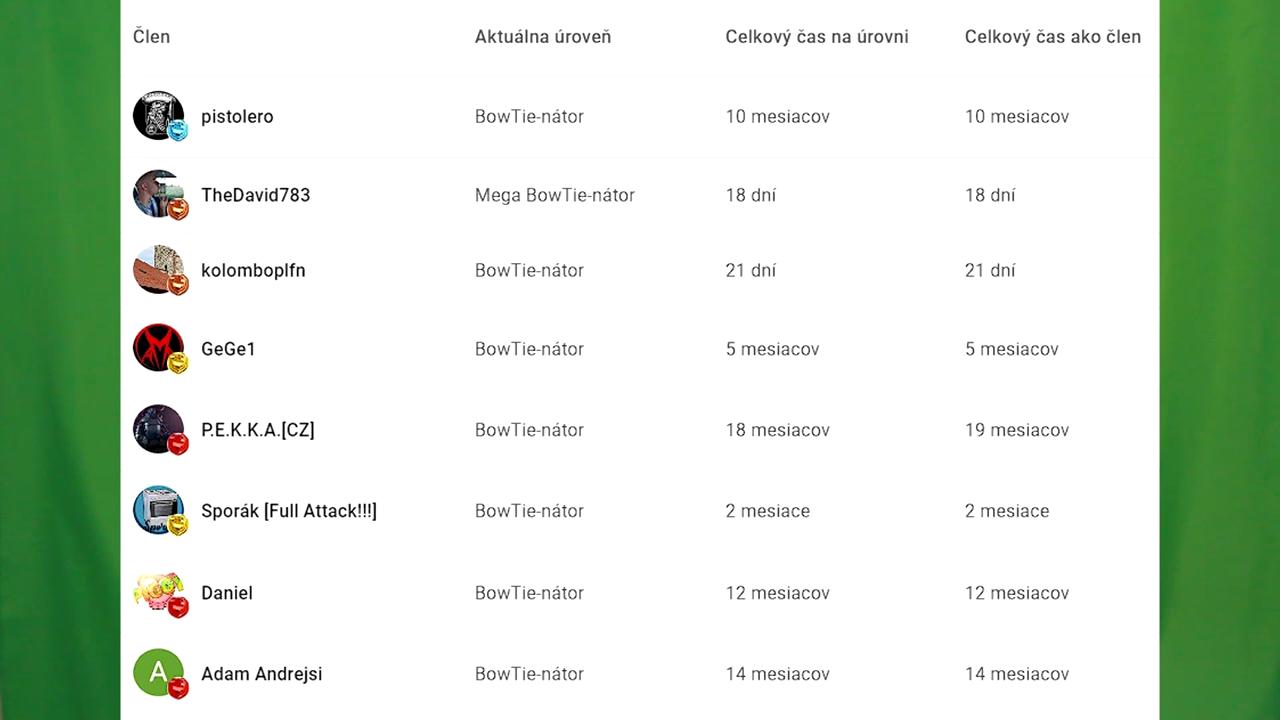 Člen Aktuálna úroveň Celkový čas na úrovni Celkový čas ako člen
pistolero BowTie-nátor 10 mesiacov 10 mesiacov
TheDavid783 Mega BowTie-nátor 18 dní 18 dní
kolomboplfn BowTie-nátor 21 dní 21 dní
GeGe1 BowTie-nátor 5 mesiacov 5 mesiacov
P.E.K.K.A.[CZ] BowTie-nátor 18 mesiacov 19 mesiacov
Sporák [Full Attack!!!] BowTie-nátor 2 mesiace 2 mesiace
Daniel BowTie-nátor 12 mesiacov 12 mesiacov
A
Adam Andrejsi BowTie-nátor 14 mesiacov 14 mesiacov